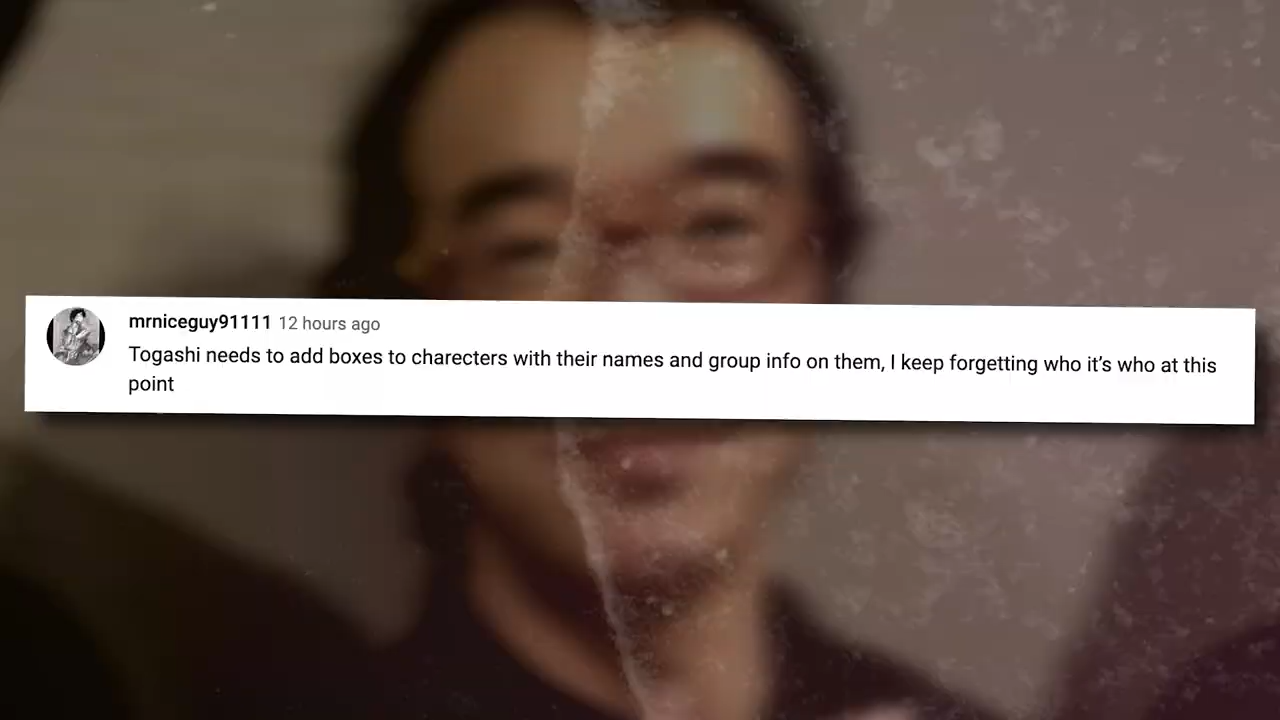 mrniceguy91111 12 hours ago
Togashi needs to add boxes to charecters with their names and group info on them, I keep forgetting who it's who at this
point